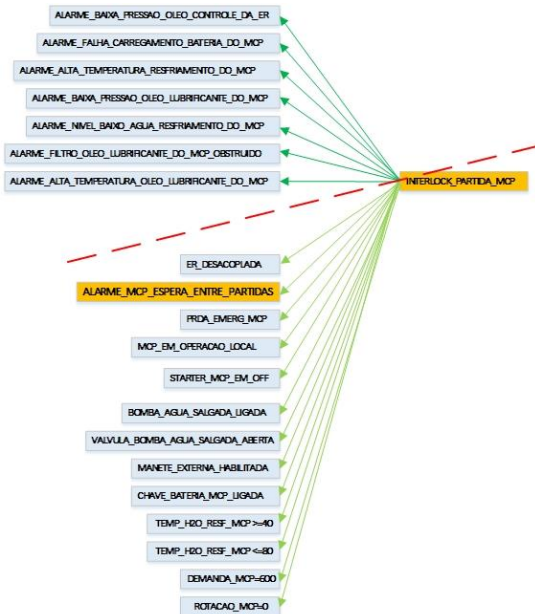 ALARME_BAIXA_PRESSAO_OLEO_CONTROLE_DA_ER
ALARME_FALHA_CARREGAMENTO_BATERIA_DO_MCP
ALARME_ALTA_TEMPERATURA_RESFRIAMENTO_DO_MCP
ALARME_BAIXA_PRESSAO_OLEO_LUBRIFICANTE_DO_MCP
ALARME_NIVEL_BAIXO_AGUA_RESFRIAMENTO_DO_MCP
ALARME_FILTRO_OLEO_LUBRIFICANTE_DO_MCP_OBSTRUIDO
ALARME_ALTA_TEMPERATURA_OLEO_LUBRIFICANTE_DO_MCP
INTERLOCK_PARTIDA_MCP
ER_DESACOPLADA
ALARME_MCP_ESPERA_ENTRE_PARTIDAS
PRDA_EMERG_MCP
MCP_EM_OPERACAO_LOCAL
STARTER_MCP_EM_OFF
BOMBA_AGUA_SALGADA_LIGADA
VALVULA_BOMBA_AGUA_SALGADA_ABERTA
MANETE_EXTERNA_HABILITADA
CHAVE_BATERIA_MCP_LIGADA
TEMP_H2O_RESF_MCP >=40
TEMP_H2O_RESF_MCP <=80
DEMANDA_MCP=600
ROTACAO_MCP=0